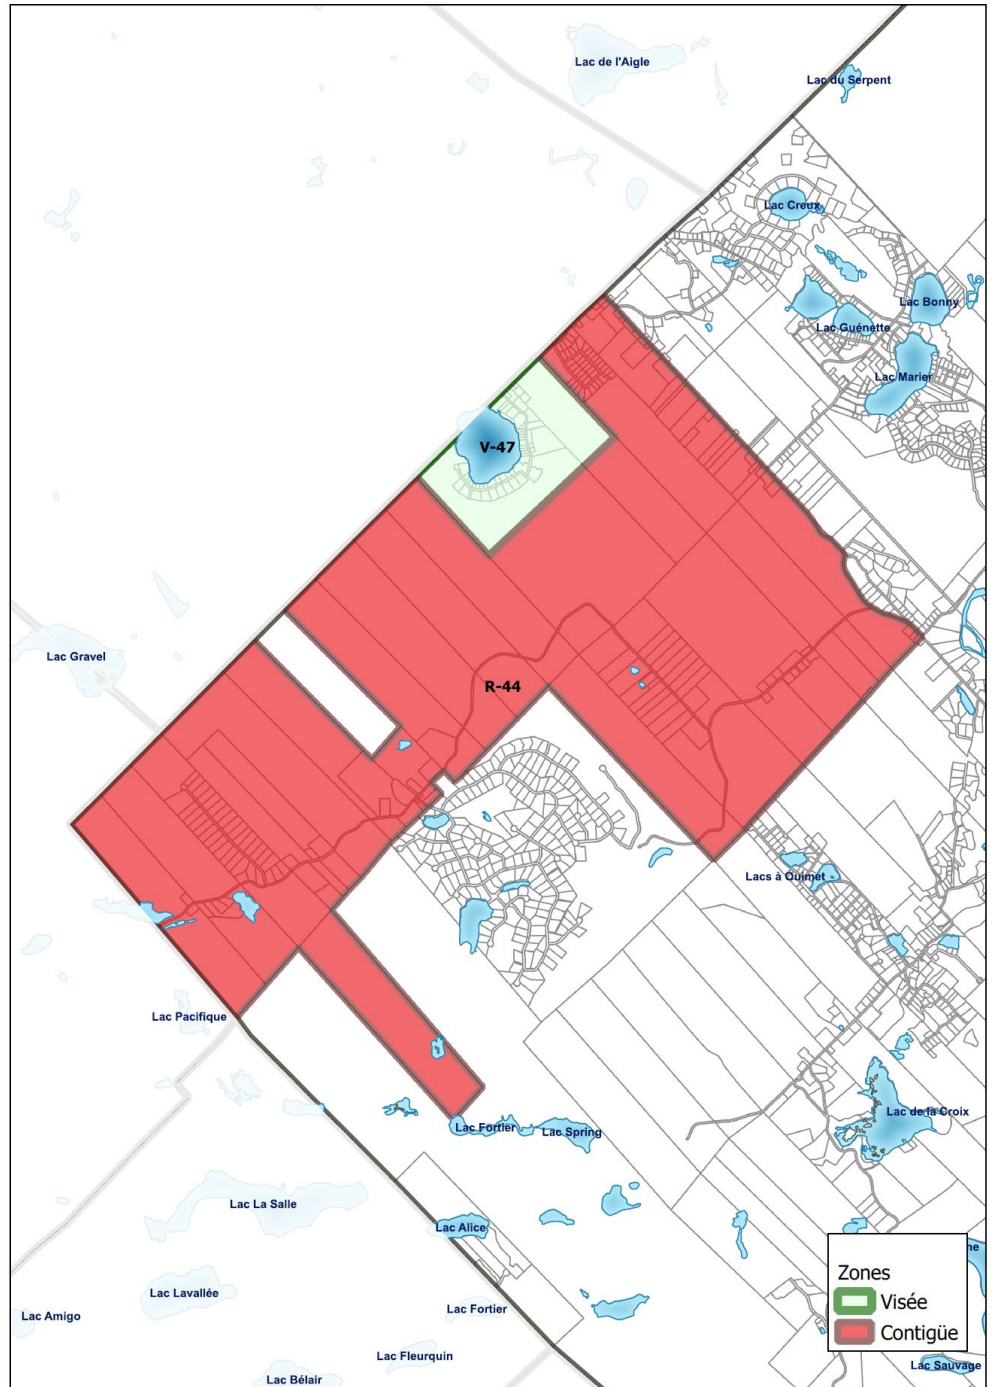 Lac de l'Aigle
Lac du Serpent
Lac Creux
Lac Bonny
Lac Guénette
Lac Marier
V-47
Lac Gravel
R-44
Lacs à Ouimet
Lac Pacifique
Lac de la Croix
Lac Fortier
Lac Spring
Lac La Salle
Lac Alice
ne
Zones
Lac Lavallée
Visée
Lac Amigo
Lac Fortier
Contigüe
Lac Fleurquin
Lac Sauvage
Lac Bélair